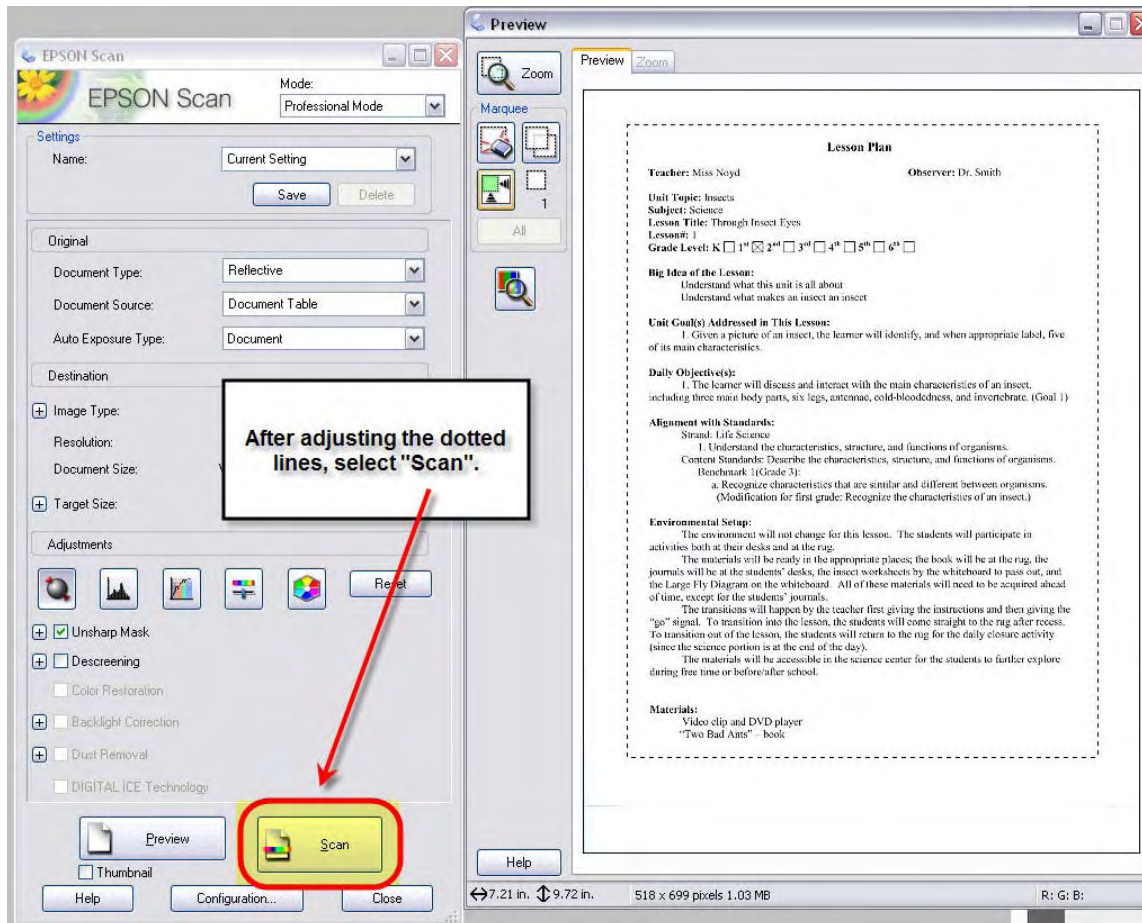 EPSON Scan
EPSON Scan
Mode:
Professional Mode
Settings
Name:
Current Setting
Save
Delete
Original
Document Type:
Reflective
Document Source:
Document Table
Auto Exposure Type:
Document
Destination
Image Type:
Resolution:
Document Size:
Target Size:
After adjusting the dotted
lines, select "Scan".
Adjustments
Reset
Unsharp Mask
Descreening
Color Restoration
Backlight Correction
Dust Removal
DIGITAL ICE Technology
Preview
Scan
Thumbnail
Help
Configuration...
Close
Preview
Zoom
Marquee
1
All
Help
Preview
Zoom
Lesson Plan
Teacher: Miss Noyd
Observer: Dr. Smith
Unit Topic: Insects
Subject: Science
Lesson Title: Through Insect Eyes
Lesson#: 1
Grade Level: K ☐ 1st ☒ 2nd ☐ 3rd ☐ 4th ☐ 5th ☐ 6th ☐
Big Idea of the Lesson:
Understand what this unit is all about
Understand what makes an insect an insect
Unit Goal(s) Addressed in This Lesson:
1. Given a picture of an insect, the learner will identify, and when appropriate label, five
of its main characteristics.
Daily Objective(s):
1. The learner will discuss and interact with the main characteristics of an insect,
including three main body parts, six legs, antennae, cold-bloodedness, and invertebrate. (Goal 1)
Alignment with Standards:
Strand: Life Science
1. Understand the characteristics, structure, and functions of organisms.
Content Standards: Describe the characteristics, structure, and functions of organisms.
Benchmark 1(Grade 3):
a. Recognize characteristics that are similar and different between organisms.
(Modification for first grade: Recognize the characteristics of an insect.)
Environmental Setup:
The environment will not change for this lesson. The students will participate in
activities both at their desks and at the rug.
The materials will be ready in the appropriate places; the book will be at the rug, the
journals will be at the students' desks, the insect worksheets by the whiteboard to pass out, and
the Large Fly Diagram on the whiteboard. All of these materials will need to be acquired ahead
of time, except for the students' journals.
The transitions will happen by the teacher first giving the instructions and then giving the
"go" signal. To transition into the lesson, the students will come straight to the rug after recess.
To transition out of the lesson, the students will return to the rug for the daily closure activity
(since the science portion is at the end of the day).
The materials will be accessible in the science center for the students to further explore
during free time or before/after school.
Materials:
Video clip and DVD player
"Two Bad Ants" – book
7.21 in. 9.72 in.
518 x 699 pixels 1.03 MB
R: G: B: